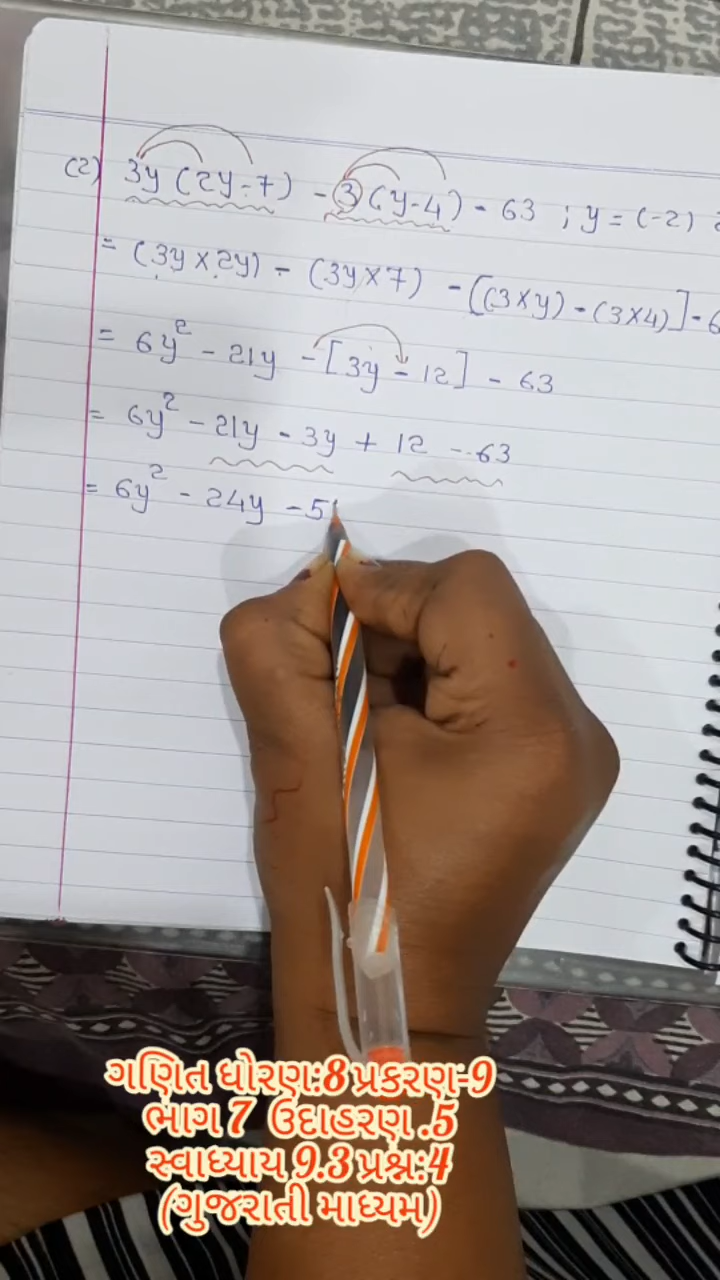 (2) 3y (2y - 7) - 3 (y - 4) - 63 ; y = (-2)
= (3y × 2y) - (3y × 7) - [(3×y) - (3×4)] - 6
= 6y² - 21y - [3y - 12] - 63
= 6y² - 21y - 3y + 12 - 63
= 6y² - 24y - 51
ગણિત ધોરણ:8 પ્રકરણ:-9
ભાગ 7 ઉદાહરણ .5
સ્વાધ્યાય 9.3 પ્રશ્ન:4
(ગુજરાતી માધ્યમ)